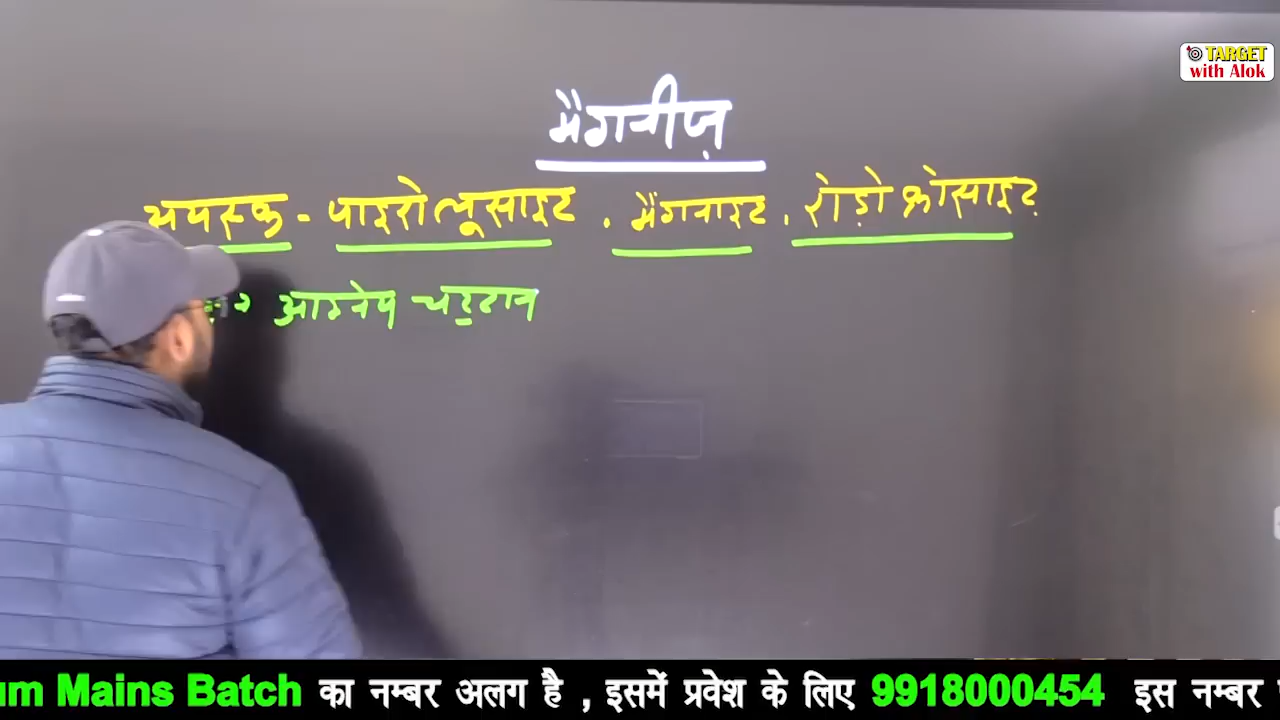 TARGET
with Alok
मैंगनीज़
अयस्क - पाइरोलूसाइट , मैंगनाइट , रोडोक्रोसाइट
आग्नेय चट्टान
um Mains Batch का नम्बर अलग है , इसमें प्रवेश के लिए 9918000454 इस नम्बर